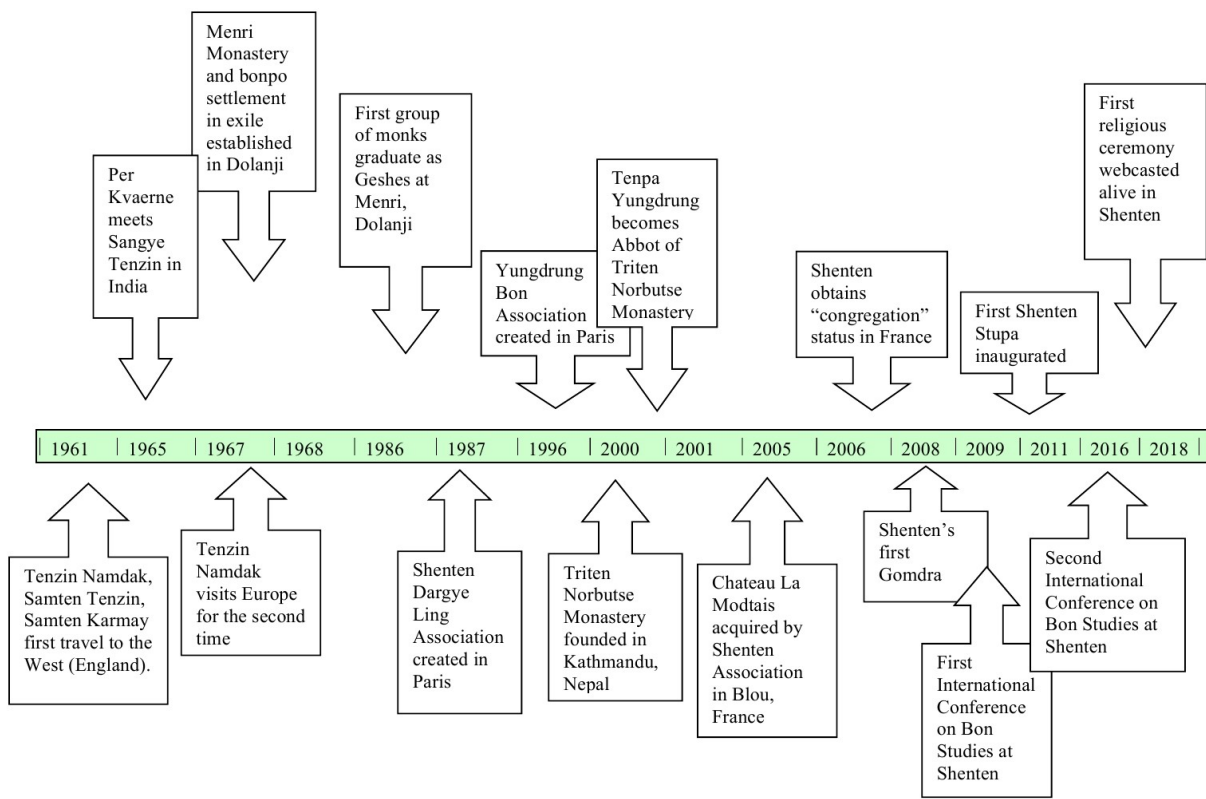 Menri
Monastery
and bonpo
settlement
in exile
established
in Dolanji
Per
Kvaerne
meets
Sangye
Tenzin in
India
First group
of monks
graduate as
Geshes at
Menri,
Dolanji
Yungdrung
Bon
Association
created in Paris
Tenpa
Yungdrung
becomes
Abbot of
Triten
Norbutse
Monastery
Shenten
obtains
“congregation”
status in France
First Shenten
Stupa
inaugurated
First
religious
ceremony
webcasted
alive in
Shenten
1961 1965 1967 1968 1986 1987 1996 2000 2001 2005 2006 2008 2009 2011 2016 2018
Tenzin Namdak,
Samten Tenzin,
Samten Karmay
first travel to the
West (England).
Tenzin
Namdak
visits Europe
for the second
time
Shenten
Dargye
Ling
Association
created in
Paris
Triten
Norbutse
Monastery
founded in
Kathmandu,
Nepal
Chateau La
Modtais
acquired by
Shenten
Association
in Blou,
France
Shenten’s
first
Gomdra
First
International
Conference
on Bon
Studies at
Shenten
Second
International
Conference on
Bon Studies at
Shenten